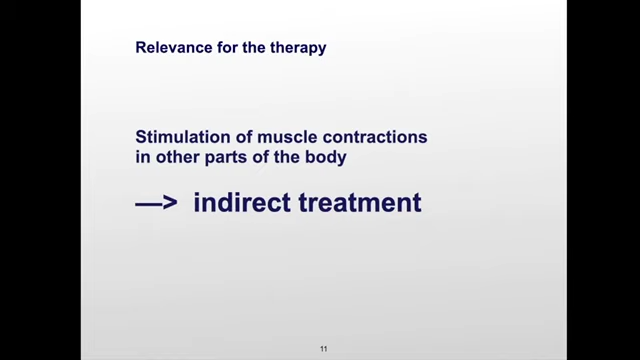 Relevance for the therapy
Stimulation of muscle contractions
in other parts of the body
—> indirect treatment
11